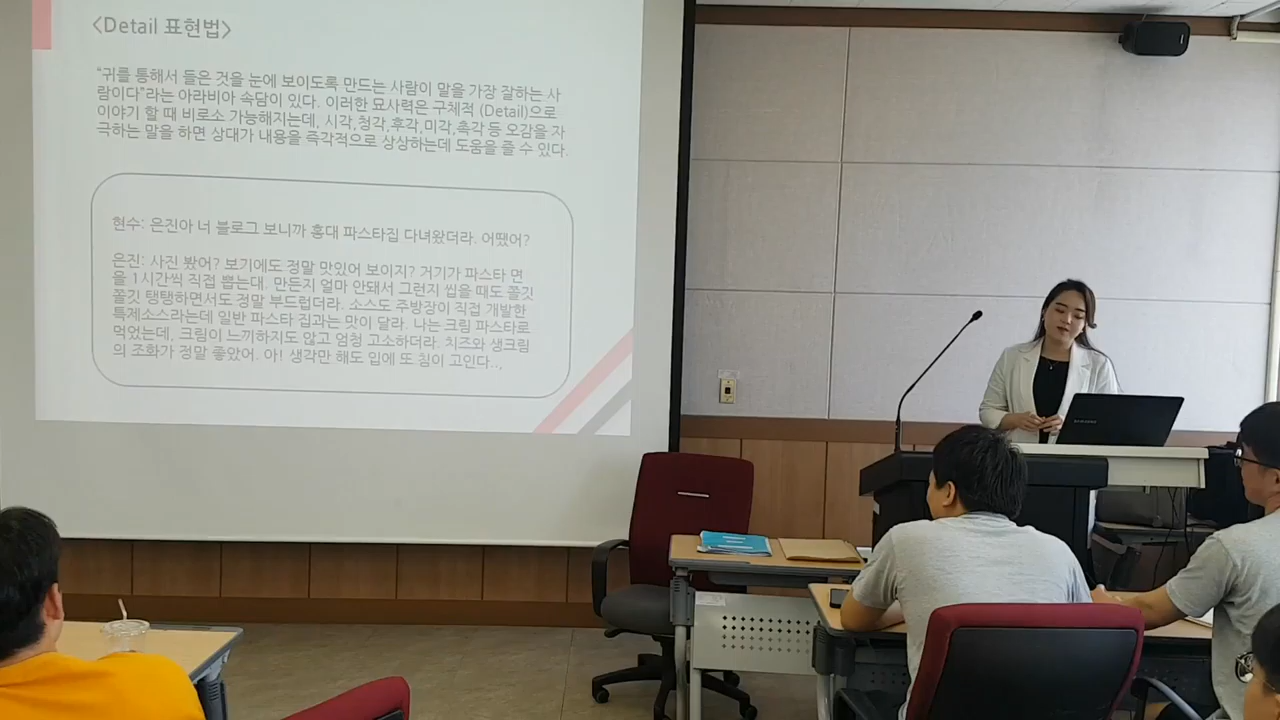 <Detail 표현법>
“귀를 통해서 들은 것을 눈에 보이도록 만드는 사람이 말을 가장 잘하는 사
람이다”라는 아라비아 속담이 있다. 이러한 묘사력은 구체적 (Detail)으로
이야기 할 때 비로소 가능해지는데, 시각,청각,후각,미각,촉각 등 오감을 자
극하는 말을 하면 상대가 내용을 즉각적으로 상상하는데 도움을 줄 수 있다.
현수: 은진아 너 블로그 보니까 홍대 파스타집 다녀왔더라. 어땠어?
은진: 사진 봤어? 보기에도 정말 맛있어 보이지? 거기가 파스타 면
을 1시간씩 직접 뽑는대. 만든지 얼마 안돼서 그런지 씹을 때도 쫄깃
쫄깃 탱탱하면서도 정말 부드럽더라. 소스도 주방장이 직접 개발한
특제소스라는데 일반 파스타 집과는 맛이 달라. 나는 크림 파스타로
먹었는데, 크림이 느끼하지도 않고 엄청 고소하더라. 치즈와 생크림
의 조화가 정말 좋았어. 아! 생각만 해도 입에 또 침이 고인다..,
SAMSUNG